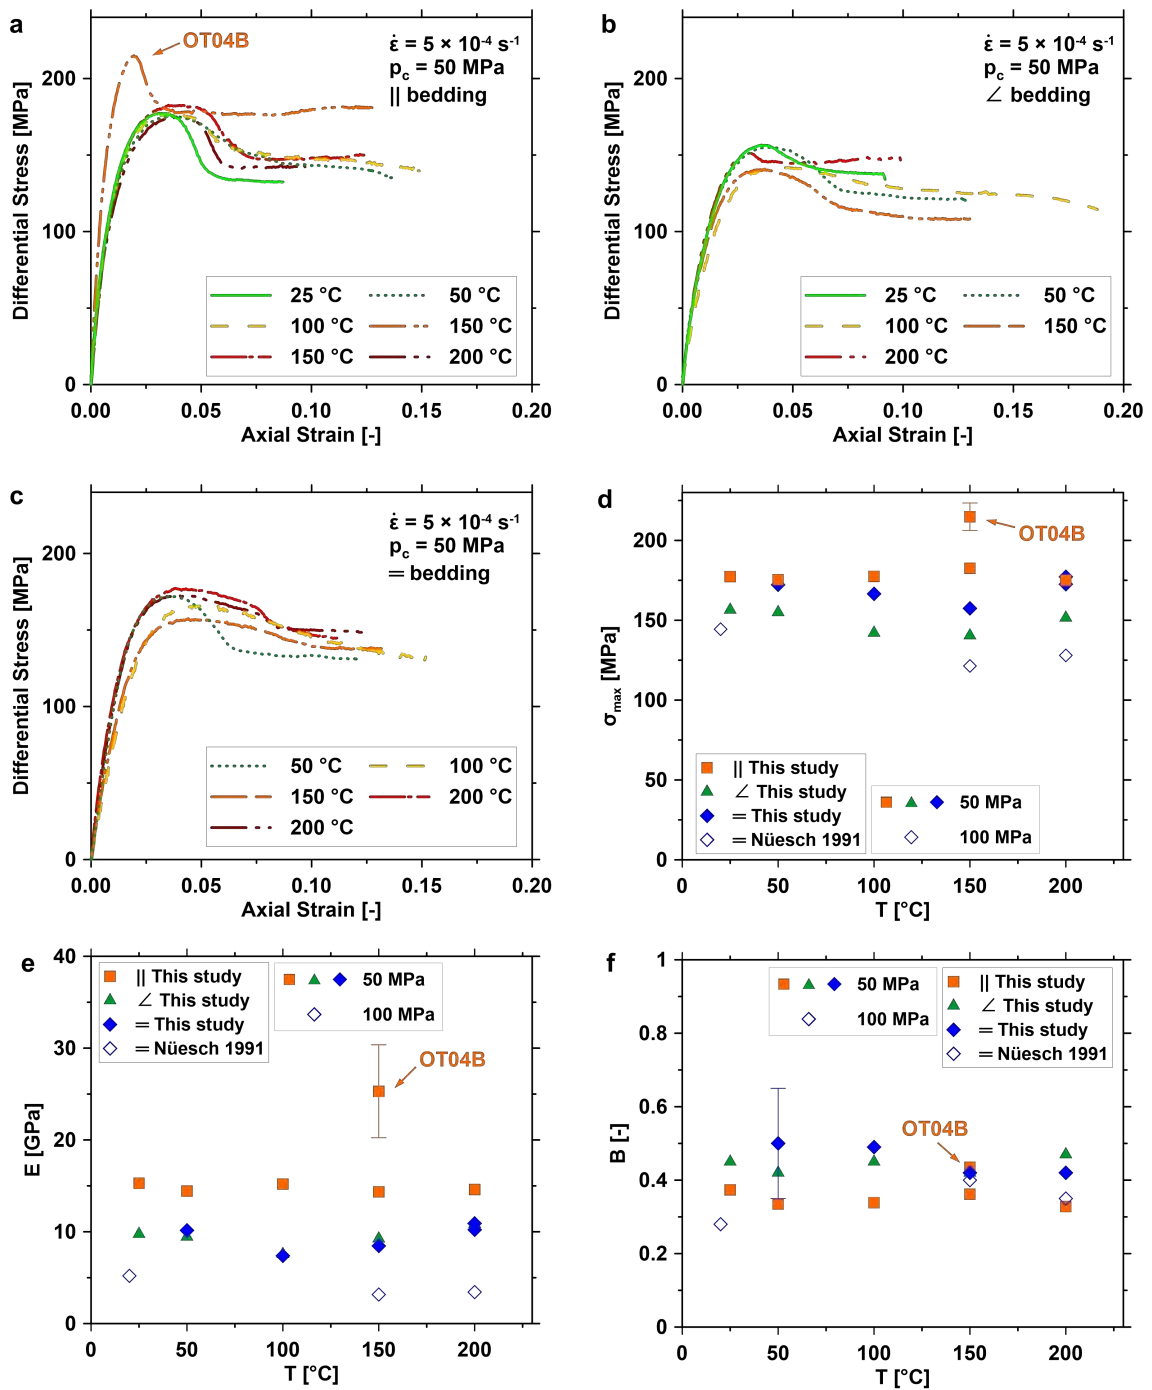 a
OT04B
ε̇ = 5 × 10⁻⁴ s⁻¹
p_c = 50 MPa
|| bedding
Differential Stress [MPa]
200
100
0
25 °C
50 °C
100 °C
150 °C
150 °C
200 °C
0.00
0.05
0.10
0.15
0.20
Axial Strain [-]
b
ε̇ = 5 × 10⁻⁴ s⁻¹
p_c = 50 MPa
∠ bedding
Differential Stress [MPa]
200
100
0
25 °C
50 °C
100 °C
150 °C
200 °C
0.00
0.05
0.10
0.15
0.20
Axial Strain [-]
c
ε̇ = 5 × 10⁻⁴ s⁻¹
p_c = 50 MPa
= bedding
Differential Stress [MPa]
200
100
0
50 °C
100 °C
150 °C
200 °C
200 °C
0.00
0.05
0.10
0.15
0.20
Axial Strain [-]
d
OT04B
σ_max [MPa]
200
150
100
50
0
|| This study
∠ This study
= This study
= Nüesch 1991
50 MPa
100 MPa
0
50
100
150
200
T [°C]
e
|| This study
∠ This study
= This study
= Nüesch 1991
50 MPa
100 MPa
OT04B
E [GPa]
40
30
20
10
0
0
50
100
150
200
T [°C]
f
50 MPa
100 MPa
|| This study
∠ This study
= This study
= Nüesch 1991
OT04B
B [-]
1
0.8
0.6
0.4
0.2
0
0
50
100
150
200
T [°C]